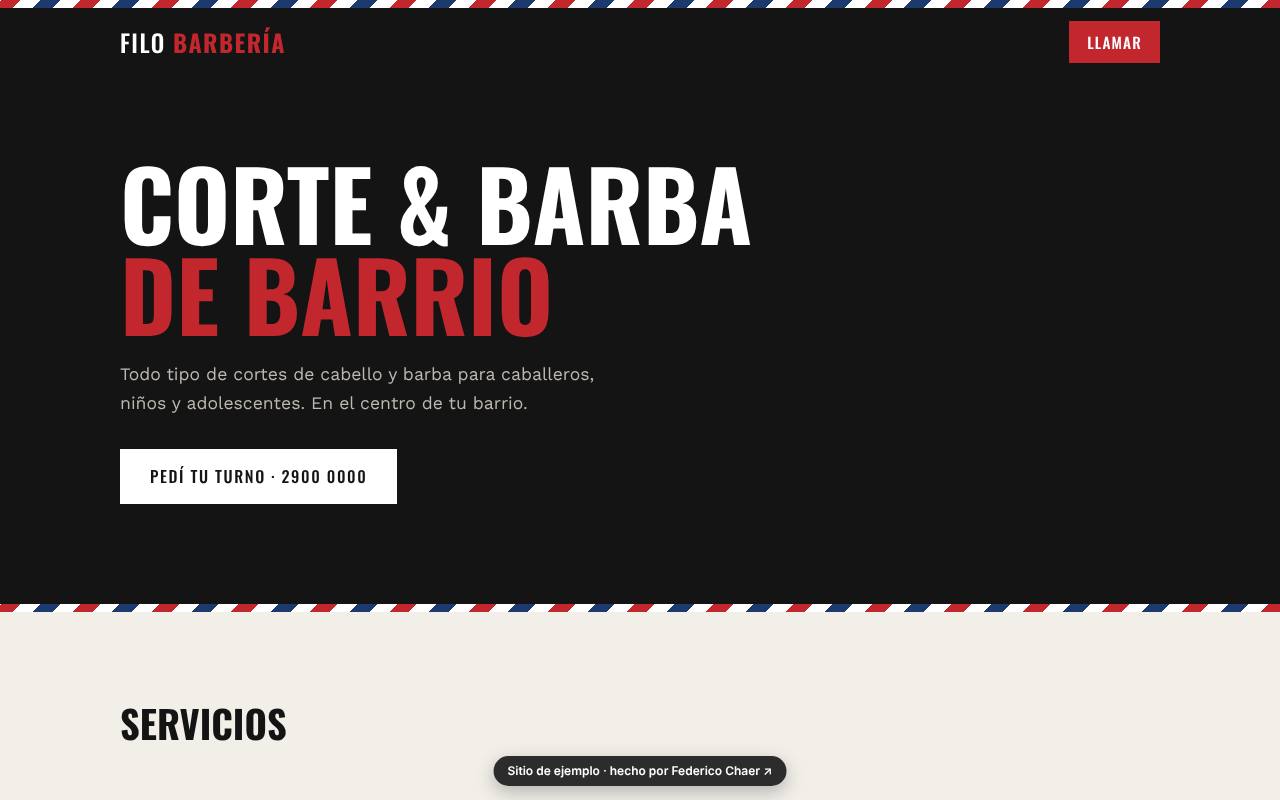 FILO BARBERÍA
LLAMAR
CORTE & BARBA
DE BARRIO
Todo tipo de cortes de cabello y barba para caballeros,
niños y adolescentes. En el centro de tu barrio.
PEDÍ TU TURNO · 2900 0000
SERVICIOS
Sitio de ejemplo · hecho por Federico Chaer ↗